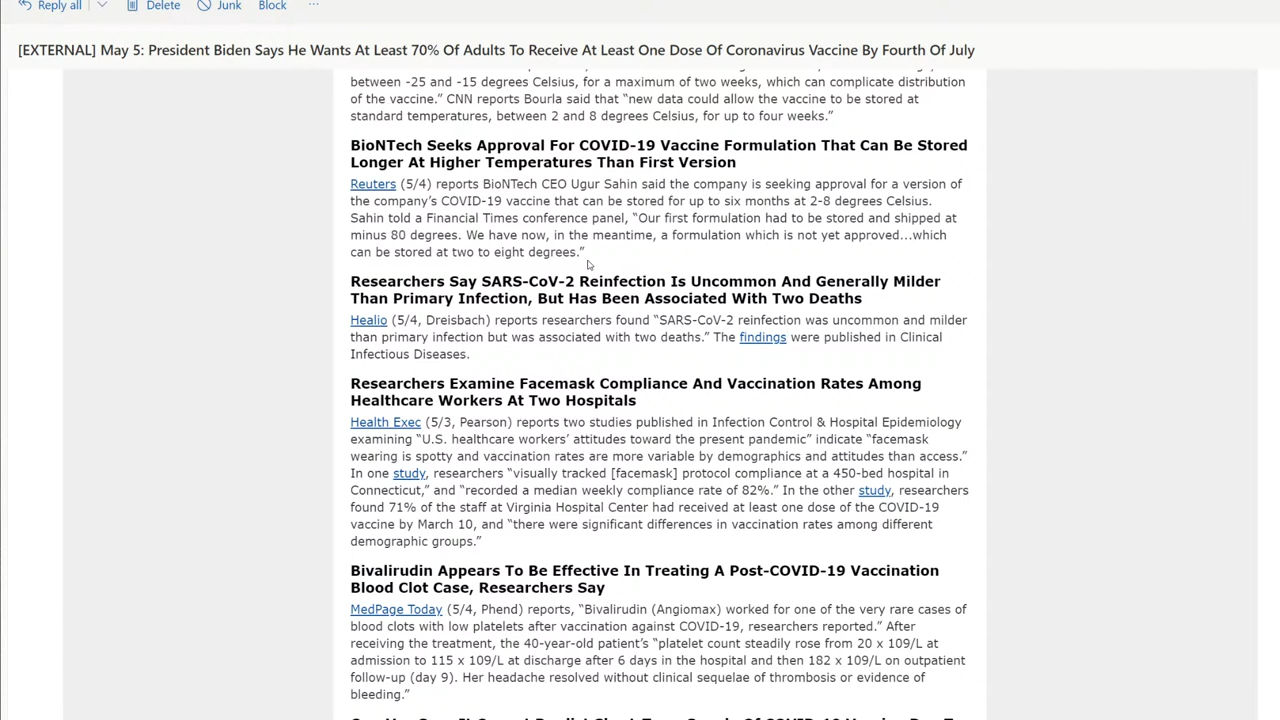 Reply all
Delete
Junk
Block
...
[EXTERNAL] May 5: President Biden Says He Wants At Least 70% Of Adults To Receive At Least One Dose Of Coronavirus Vaccine By Fourth Of July
between -25 and -15 degrees Celsius, for a maximum of two weeks, which can complicate distribution
of the vaccine.” CNN reports Bourla said that “new data could allow the vaccine to be stored at
standard temperatures, between 2 and 8 degrees Celsius, for up to four weeks.”
BioNTech Seeks Approval For COVID-19 Vaccine Formulation That Can Be Stored
Longer At Higher Temperatures Than First Version
Reuters (5/4) reports BioNTech CEO Ugur Sahin said the company is seeking approval for a version of
the company’s COVID-19 vaccine that can be stored for up to six months at 2-8 degrees Celsius.
Sahin told a Financial Times conference panel, “Our first formulation had to be stored and shipped at
minus 80 degrees. We have now, in the meantime, a formulation which is not yet approved...which
can be stored at two to eight degrees.”
Researchers Say SARS-CoV-2 Reinfection Is Uncommon And Generally Milder
Than Primary Infection, But Has Been Associated With Two Deaths
Healio (5/4, Dreisbach) reports researchers found “SARS-CoV-2 reinfection was uncommon and milder
than primary infection but was associated with two deaths.” The findings were published in Clinical
Infectious Diseases.
Researchers Examine Facemask Compliance And Vaccination Rates Among
Healthcare Workers At Two Hospitals
Health Exec (5/3, Pearson) reports two studies published in Infection Control & Hospital Epidemiology
examining “U.S. healthcare workers’ attitudes toward the present pandemic” indicate “facemask
wearing is spotty and vaccination rates are more variable by demographics and attitudes than access.”
In one study, researchers “visually tracked [facemask] protocol compliance at a 450-bed hospital in
Connecticut,” and “recorded a median weekly compliance rate of 82%.” In the other study, researchers
found 71% of the staff at Virginia Hospital Center had received at least one dose of the COVID-19
vaccine by March 10, and “there were significant differences in vaccination rates among different
demographic groups.”
Bivalirudin Appears To Be Effective In Treating A Post-COVID-19 Vaccination
Blood Clot Case, Researchers Say
MedPage Today (5/4, Phend) reports, “Bivalirudin (Angiomax) worked for one of the very rare cases of
blood clots with low platelets after vaccination against COVID-19, researchers reported.” After
receiving the treatment, the 40-year-old patient’s “platelet count steadily rose from 20 x 109/L at
admission to 115 x 109/L at discharge after 6 days in the hospital and then 182 x 109/L on outpatient
follow-up (day 9). Her headache resolved without clinical sequelae of thrombosis or evidence of
bleeding.”